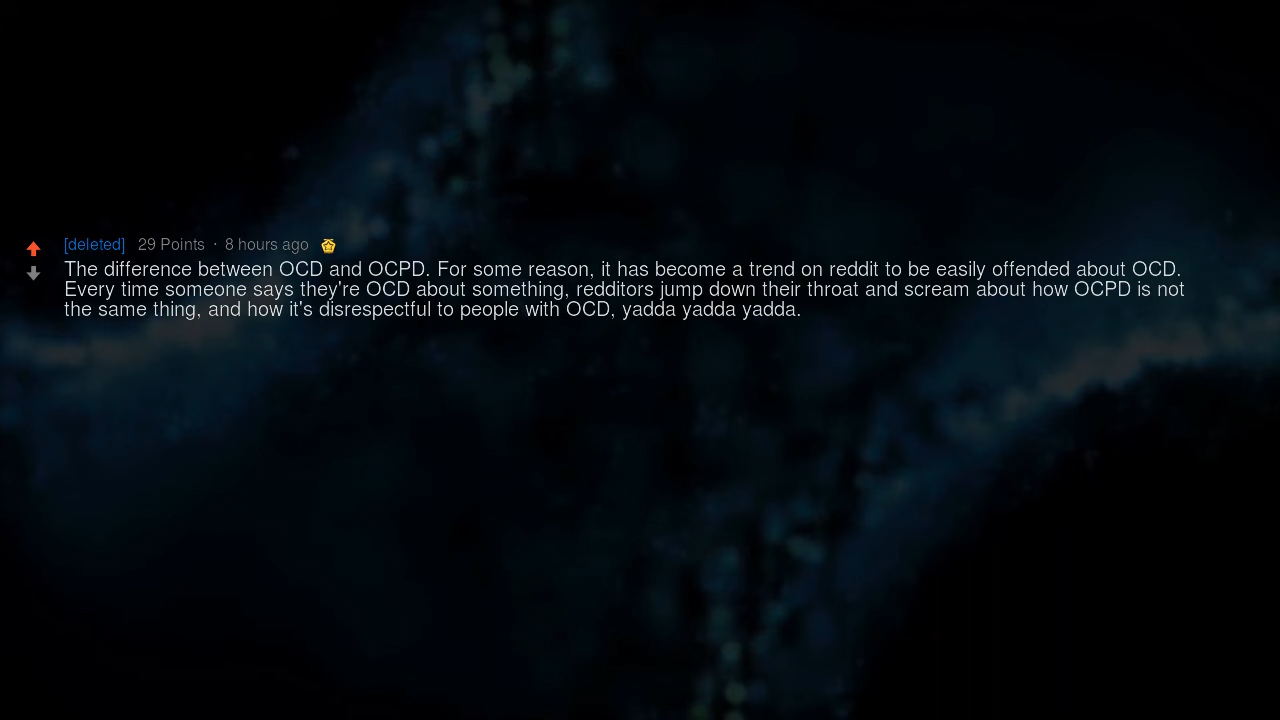 [deleted] 29 Points · 8 hours ago
The difference between OCD and OCPD. For some reason, it has become a trend on reddit to be easily offended about OCD.
Every time someone says they're OCD about something, redditors jump down their throat and scream about how OCPD is not
the same thing, and how it's disrespectful to people with OCD, yadda yadda yadda.